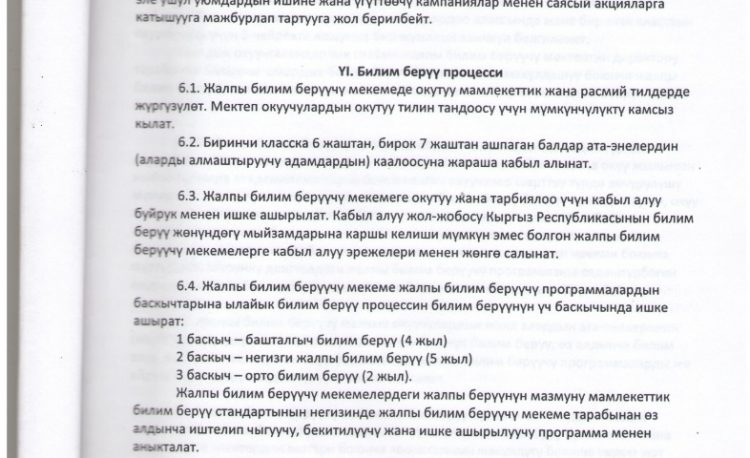 эле ушул уюмдардын ишине жана үгүттөөчү кампаниялар менен саясый акцияларга
катышууга мажбурлап тартууга жол берилбейт.
YI. Билим берүү процесси
6.1. Жалпы билим берүүчү мекемеде окутуу мамлекеттик жана расмий тилдерде
жүргүзүлөт. Мектеп окуучулардын окутуу тилин тандоосу үчүн мүмкүнчүлүктү камсыз
кылат.
6.2. Биринчи класска 6 жаштан, бирок 7 жаштан ашпаган балдар ата-энелердин
(аларды алмаштыруучу адамдардын) каалоосуна жараша кабыл алынат.
6.3. Жалпы билим берүүчү мекемеге окутуу жана тарбиялоо үчүн кабыл алуу
буйрук менен ишке ашырылат. Кабыл алуу жол-жобосу Кыргыз Республикасынын билим
берүү жөнүндөгү мыйзамдарына каршы келиши мүмкүн эмес болгон жалпы билим
берүүчү мекемелерге кабыл алуу эрежелери менен жөнгө салынат.
6.4. Жалпы билим берүүчү мекеме жалпы билим берүүчү программалардын
баскычтарына ылайык билим берүү процессин билим берүүнүн үч баскычында ишке
ашырат:
1 баскыч – башталгыч билим берүү (4 жыл)
2 баскыч – негизги жалпы билим берүү (5 жыл)
3 баскыч – орто билим берүү (2 жыл).
Жалпы билим берүүчү мекемелердеги жалпы берүүнүн мазмуну мамлекеттик
билим берүү стандартынын негизинде жалпы билим берүүчү мекеме тарабынан өз
алдынча иштелип чыгуучу, бекитилүүчү жана ишке ашырылуучу программа менен
аныкталат.